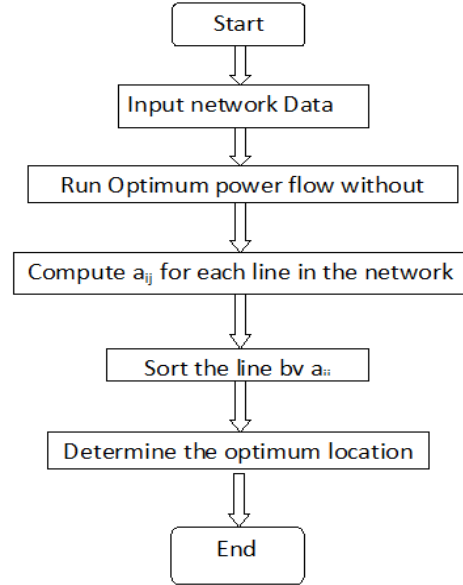 Start
Input network Data
Run Optimum power flow without
Compute aᵢⱼ for each line in the network
Sort the line by aᵢⱼ
Determine the optimum location
End